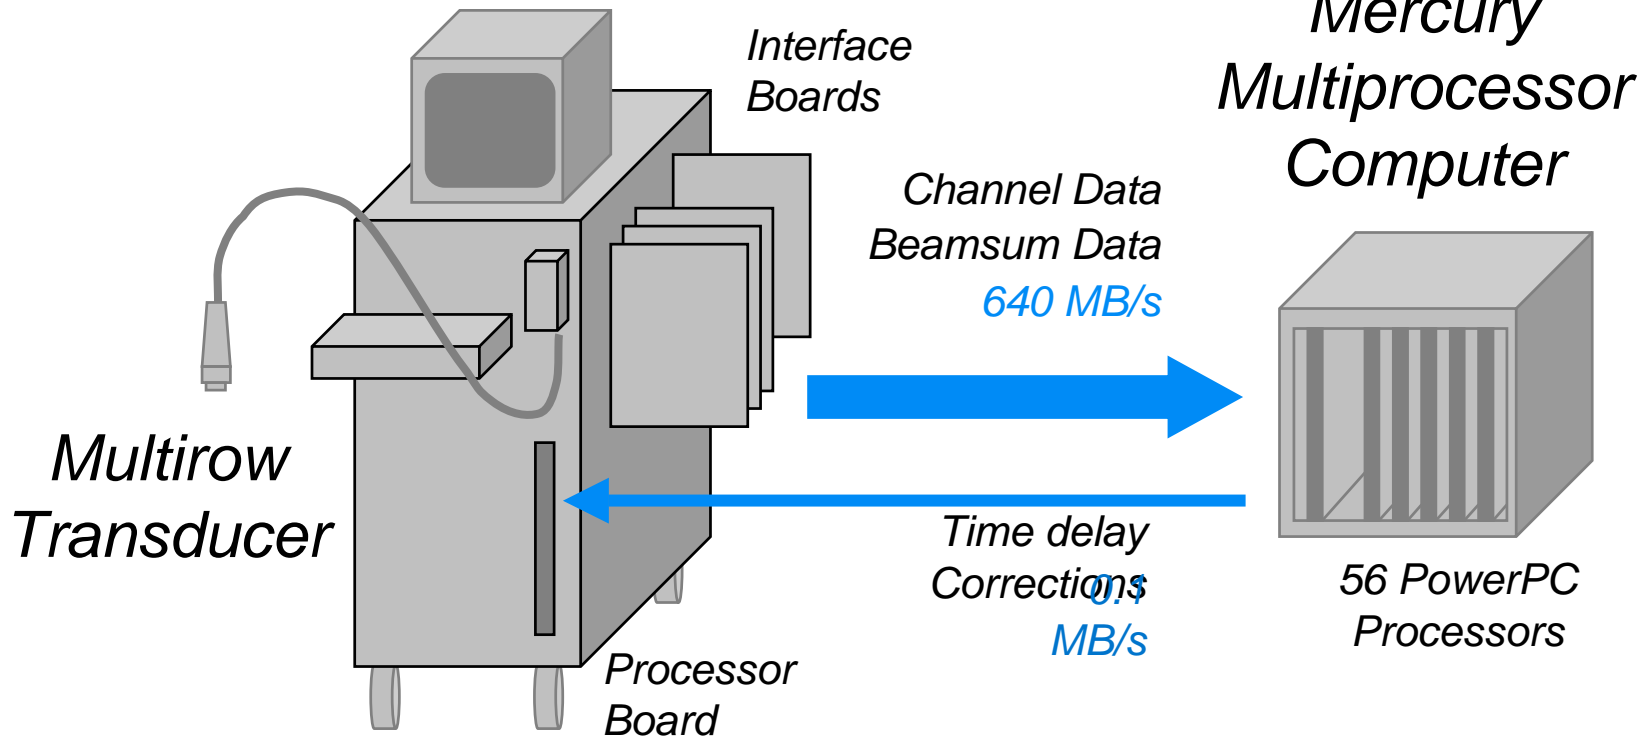 Interface
Boards
Mercury
Multiprocessor
Computer
Channel Data
Beamsum Data
640 MB/s
Multirow
Transducer
Time delay
Corrections
0.1
MB/s
56 PowerPC
Processors
Processor
Board